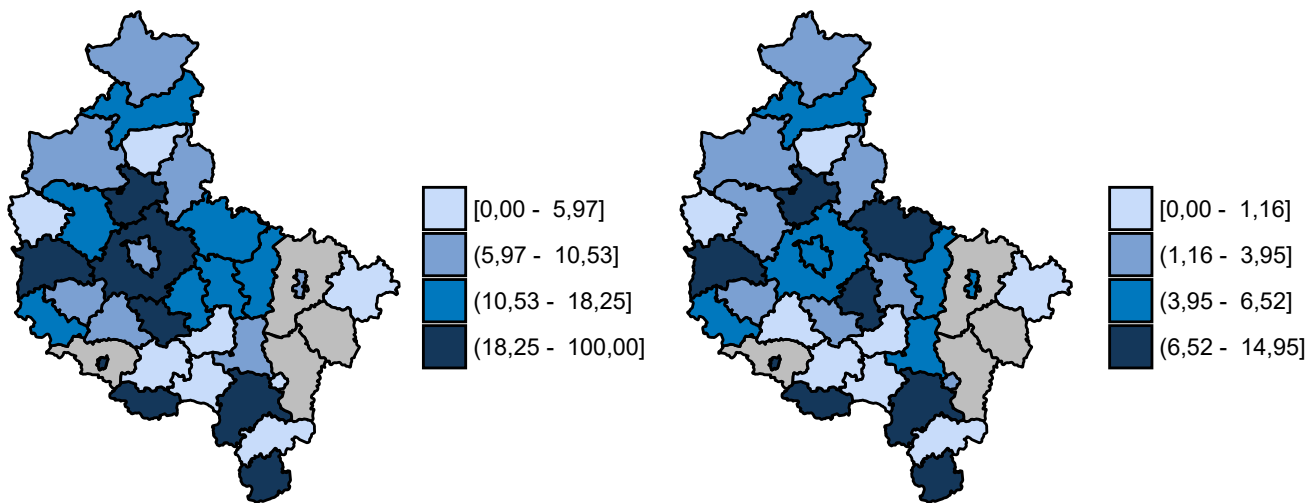 [0,00 - 5,97]
(5,97 - 10,53]
(10,53 - 18,25]
(18,25 - 100,00]
[0,00 - 1,16]
(1,16 - 3,95]
(3,95 - 6,52]
(6,52 - 14,95]